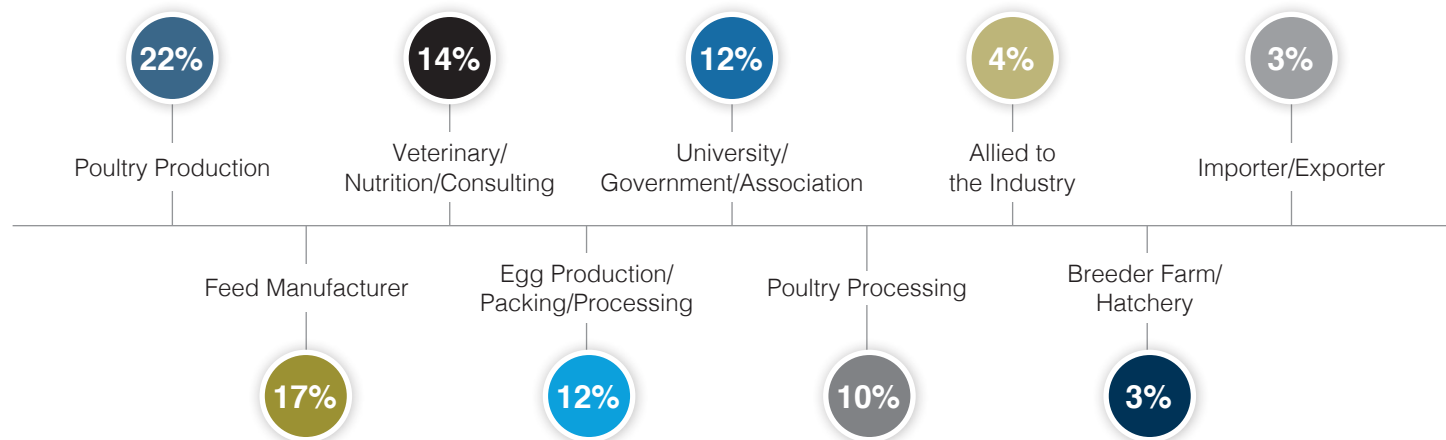 22%
14%
12%
4%
3%
Poultry Production
Veterinary/
Nutrition/Consulting
University/
Government/Association
Allied to
the Industry
Importer/Exporter
Feed Manufacturer
Egg Production/
Packing/Processing
Poultry Processing
Breeder Farm/
Hatchery
17%
12%
10%
3%